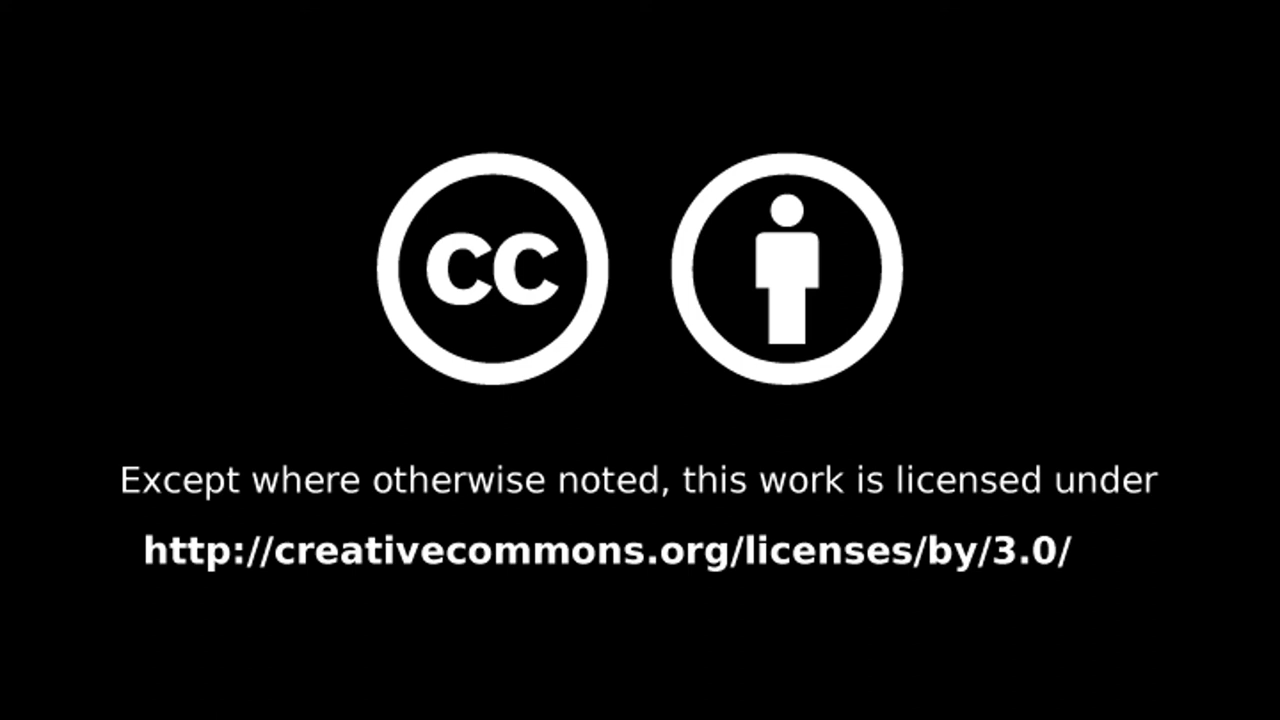 cc
Except where otherwise noted, this work is licensed under
http://creativecommons.org/licenses/by/3.0/